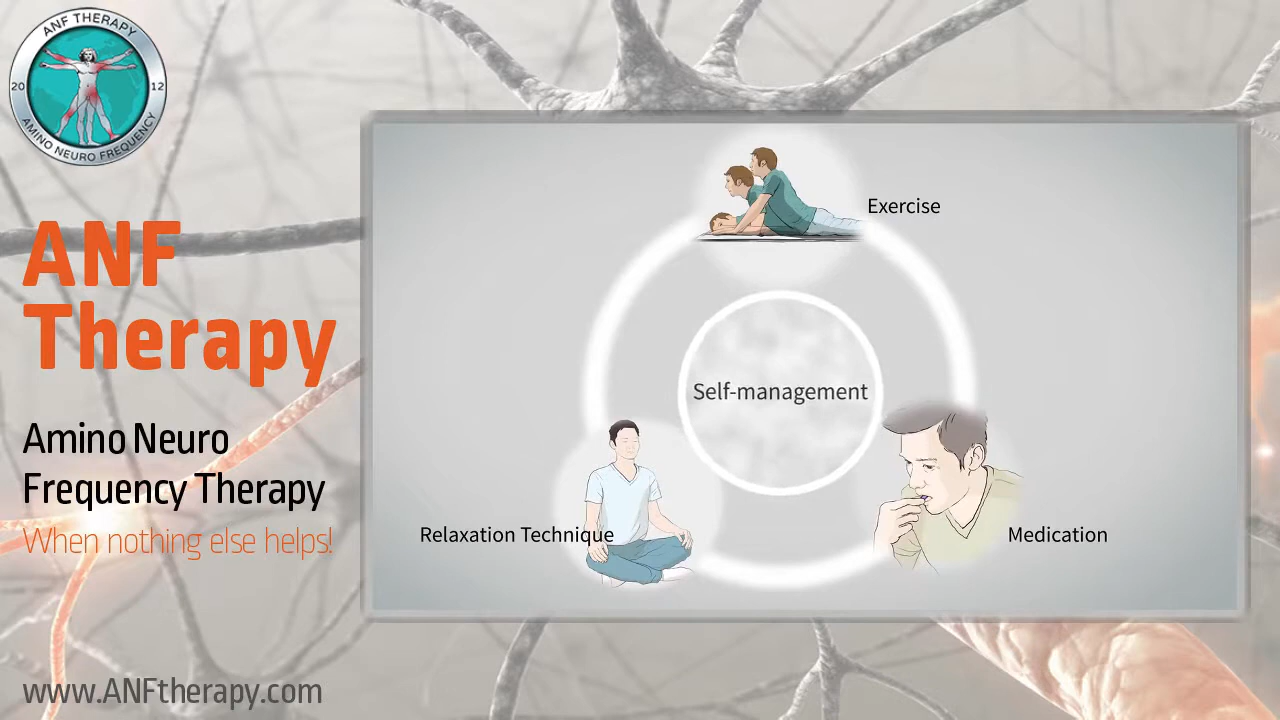 ANF THERAPY
20 12
AMINO NEURO FREQUENCY
ANF
Therapy
Amino Neuro
Frequency Therapy
When nothing else helps!
www.ANFtherapy.com
Exercise
Self-management
Relaxation Technique
Medication